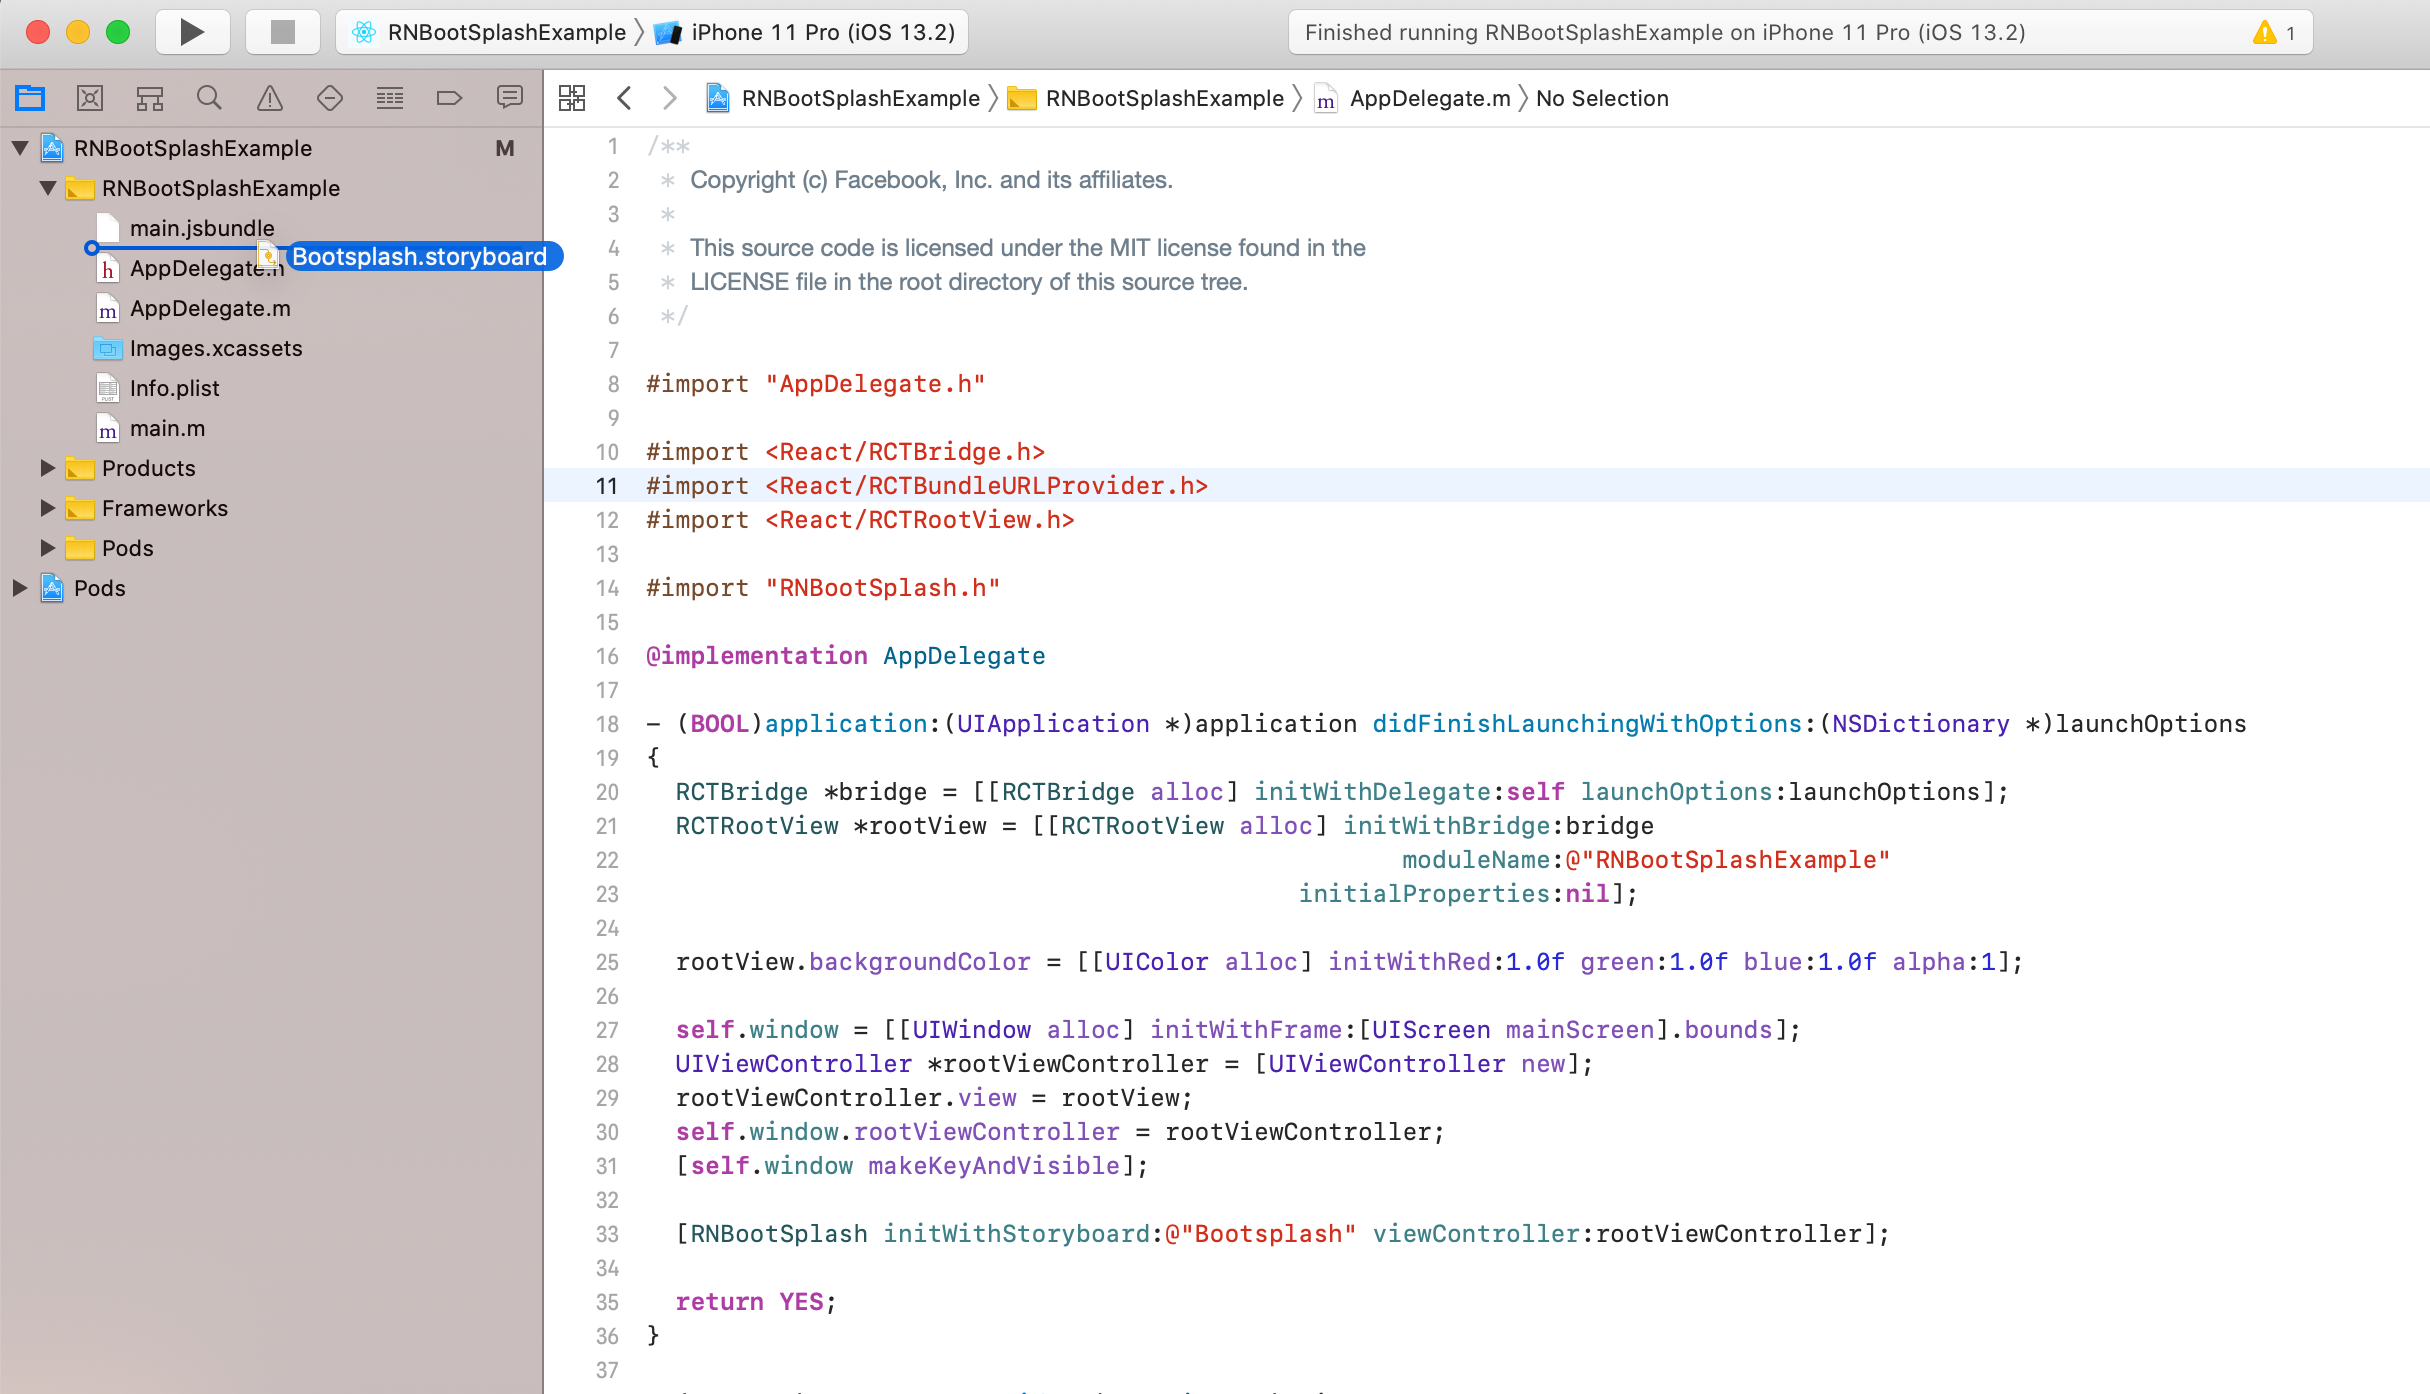 RNBootSplashExample 〉 iPhone 11 Pro (iOS 13.2)
Finished running RNBootSplashExample on iPhone 11 Pro (iOS 13.2)
1
RNBootSplashExample 〉 RNBootSplashExample 〉 m AppDelegate.m 〉 No Selection
RNBootSplashExample M
RNBootSplashExample
main.jsbundle
Bootsplash.storyboard
h AppDelegate.h
m AppDelegate.m
Images.xcassets
Info.plist
m main.m
Products
Frameworks
Pods
Pods
1 /**
2  *  Copyright (c) Facebook, Inc. and its affiliates.
3  *
4  *  This source code is licensed under the MIT license found in the
5  *  LICENSE file in the root directory of this source tree.
6  */
7
8 #import "AppDelegate.h"
9
10 #import <React/RCTBridge.h>
11 #import <React/RCTBundleURLProvider.h>
12 #import <React/RCTRootView.h>
13
14 #import "RNBootSplash.h"
15
16 @implementation AppDelegate
17
18 - (BOOL)application:(UIApplication *)application didFinishLaunchingWithOptions:(NSDictionary *)launchOptions
19 {
20   RCTBridge *bridge = [[RCTBridge alloc] initWithDelegate:self launchOptions:launchOptions];
21   RCTRootView *rootView = [[RCTRootView alloc] initWithBridge:bridge
22                                                    moduleName:@"RNBootSplashExample"
23                                             initialProperties:nil];
24
25   rootView.backgroundColor = [[UIColor alloc] initWithRed:1.0f green:1.0f blue:1.0f alpha:1];
26
27   self.window = [[UIWindow alloc] initWithFrame:[UIScreen mainScreen].bounds];
28   UIViewController *rootViewController = [UIViewController new];
29   rootViewController.view = rootView;
30   self.window.rootViewController = rootViewController;
31   [self.window makeKeyAndVisible];
32
33   [RNBootSplash initWithStoryboard:@"Bootsplash" viewController:rootViewController];
34
35   return YES;
36 }
37